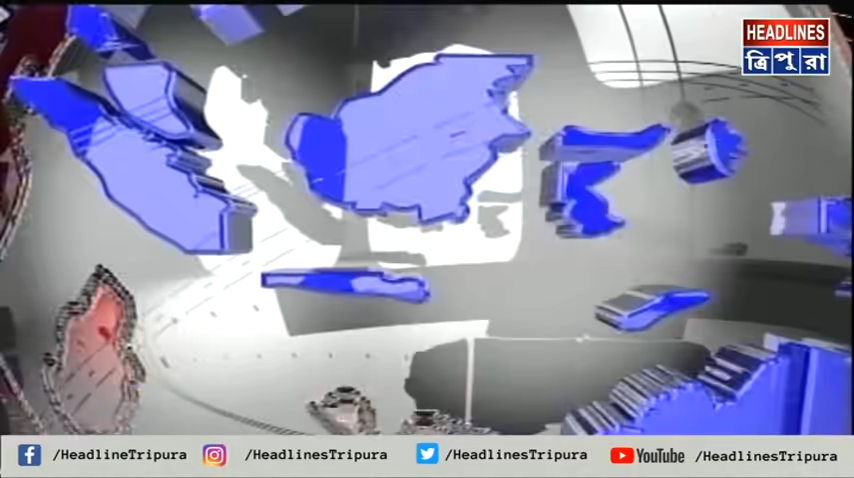 HEADLINES
ত্রিপুরা
/HeadlineTripura
/HeadlinesTripura
/HeadlinesTripura
YouTube /HeadlinesTripura